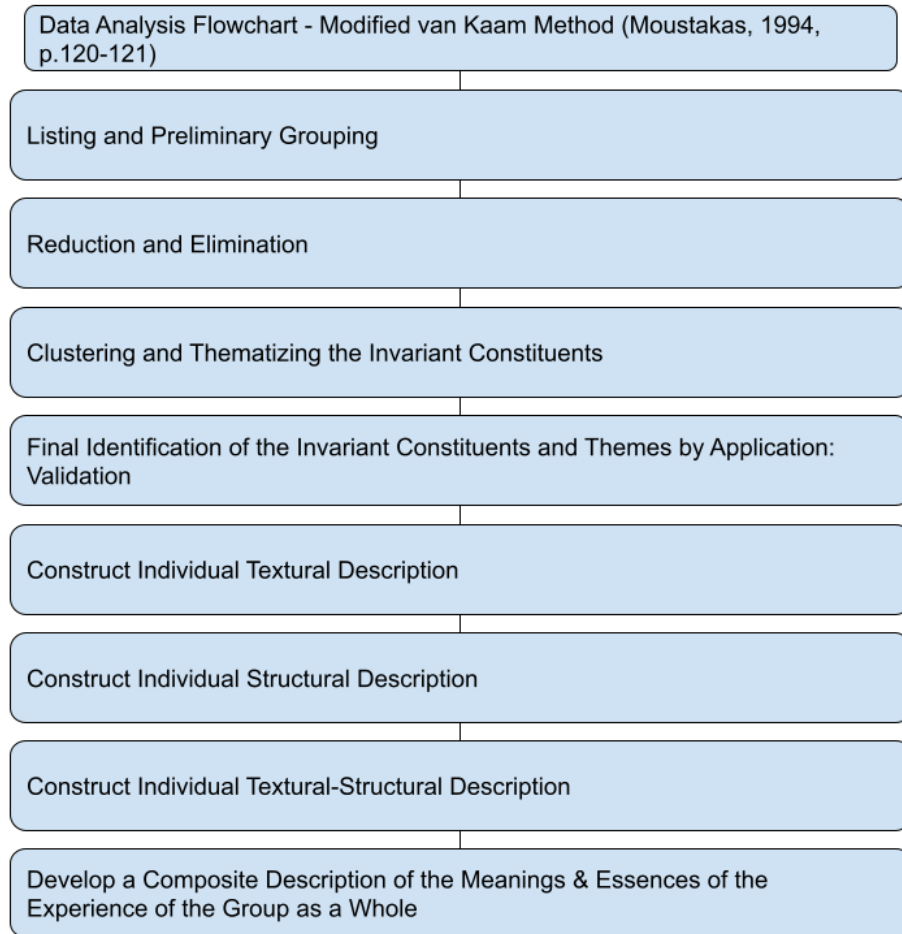 Data Analysis Flowchart - Modified van Kaam Method (Moustakas, 1994,
p.120-121)
Listing and Preliminary Grouping
Reduction and Elimination
Clustering and Thematizing the Invariant Constituents
Final Identification of the Invariant Constituents and Themes by Application:
Validation
Construct Individual Textural Description
Construct Individual Structural Description
Construct Individual Textural-Structural Description
Develop a Composite Description of the Meanings & Essences of the
Experience of the Group as a Whole